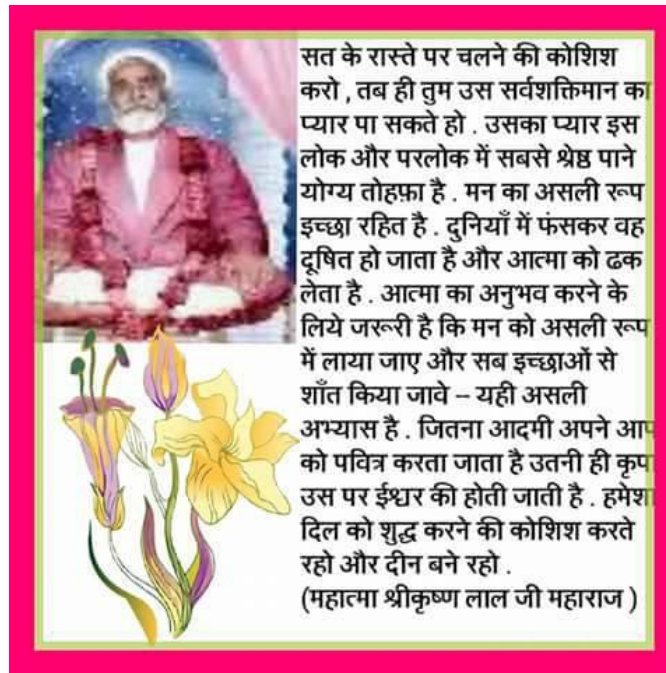 सत के रास्ते पर चलने की कोशिश
करो , तब ही तुम उस सर्वशक्तिमान का
प्यार पा सकते हो . उसका प्यार इस
लोक और परलोक में सबसे श्रेष्ठ पाने
योग्य तोहफ़ा है . मन का असली रूप
इच्छा रहित है . दुनियाँ में फंसकर वह
दूषित हो जाता है और आत्मा को ढक
लेता है . आत्मा का अनुभव करने के
लिये जरूरी है कि मन को असली रूप
में लाया जाए और सब इच्छाओं से
शाँत किया जावे – यही असली
अभ्यास है . जितना आदमी अपने आप
को पवित्र करता जाता है उतनी ही कृपा
उस पर ईश्वर की होती जाती है . हमेशा
दिल को शुद्ध करने की कोशिश करते
रहो और दीन बने रहो .
(महात्मा श्रीकृष्ण लाल जी महाराज )